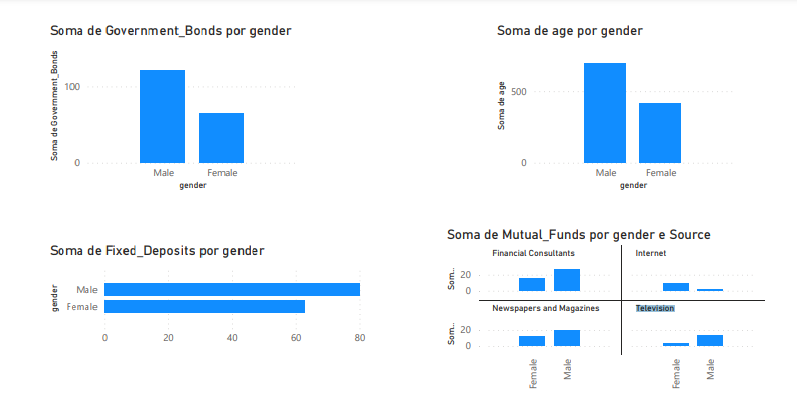 Soma de Government_Bonds por gender
Soma de Government_Bonds
100
0
Male Female
gender
Soma de age por gender
Soma de age
500
0
Male Female
gender
Soma de Fixed_Deposits por gender
gender
Male
Female
0 20 40 60 80
Soma de Mutual_Funds por gender e Source
Financial Consultants Internet
Som...
20
0
Newspapers and Magazines Television
Som...
20
0
Female Male Female Male